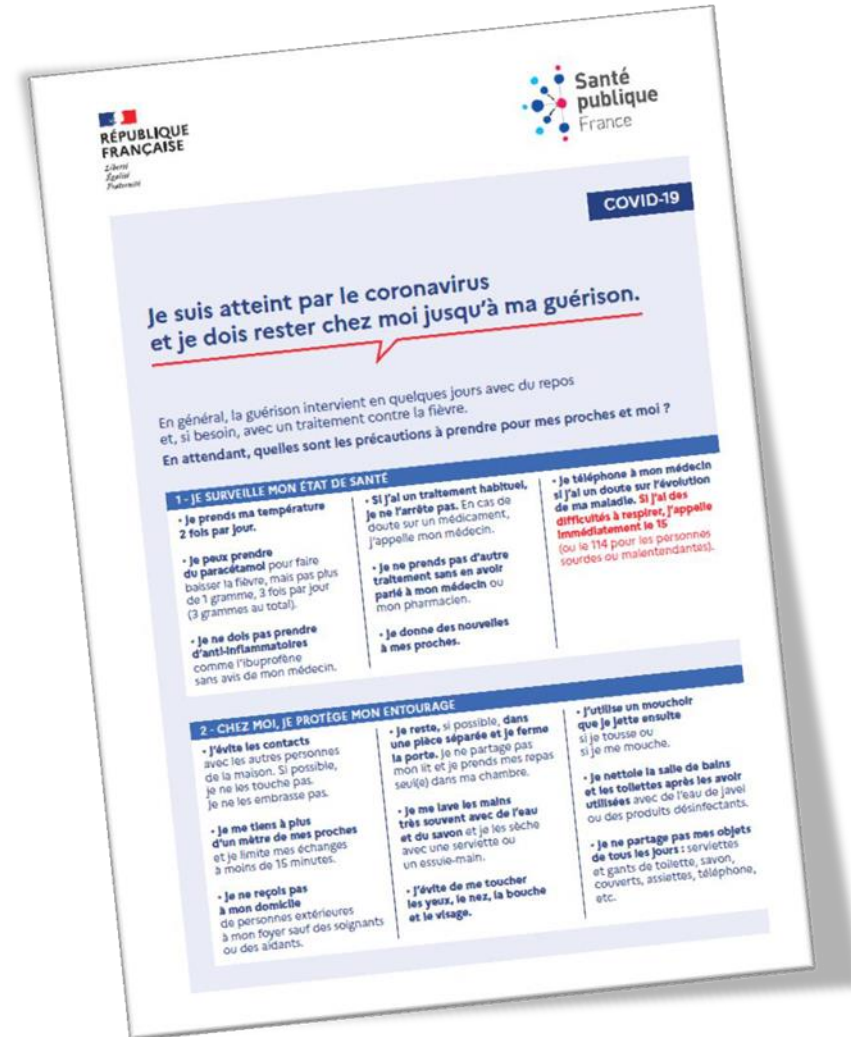 RÉPUBLIQUE
FRANÇAISE
Liberté
Égalité
Fraternité
Santé
publique
France
COVID-19
Je suis atteint par le coronavirus
et je dois rester chez moi jusqu'à ma guérison.
En général, la guérison intervient en quelques jours avec du repos
et, si besoin, avec un traitement contre la fièvre.
En attendant, quelles sont les précautions à prendre pour mes proches et moi ?
1 - JE SURVEILLE MON ÉTAT DE SANTÉ
• Je prends ma température
2 fois par jour.
• Je peux prendre
du paracétamol pour faire
baisser la fièvre, mais pas plus
de 1 gramme, 3 fois par jour
(3 grammes au total).
• Je ne dois pas prendre
d'anti-inflammatoires
comme l'ibuprofène
sans avis de mon médecin.
• Si j'ai un traitement habituel,
je ne l'arrête pas. En cas de
doute sur un médicament,
j'appelle mon médecin.
• Je ne prends pas d'autre
traitement sans en avoir
parlé à mon médecin ou
mon pharmacien.
• Je donne des nouvelles
à mes proches.
• Je téléphone à mon médecin
si j'ai un doute sur l'évolution
de ma maladie. Si j'ai des
difficultés à respirer, j'appelle
immédiatement le 15
(ou le 114 pour les personnes
sourdes ou malentendantes).
2 - CHEZ MOI, JE PROTÈGE MON ENTOURAGE
• J'évite les contacts
avec les autres personnes
de la maison. Si possible,
je ne les touche pas.
Je ne les embrasse pas.
• Je me tiens à plus
d'un mètre de mes proches
et je limite mes échanges
à moins de 15 minutes.
• Je ne reçois pas
à mon domicile
de personnes extérieures
à mon foyer sauf des soignants
ou des aidants.
• Je reste, si possible, dans
une pièce séparée et je ferme
la porte. Je ne partage pas
mon lit et je prends mes repas
seul(e) dans ma chambre.
• Je me lave les mains
très souvent avec de l'eau
et du savon et je les sèche
avec une serviette ou
un essuie-main.
• J'évite de me toucher
les yeux, le nez, la bouche
et le visage.
• J'utilise un mouchoir
que je jette ensuite
si je tousse ou
si je me mouche.
• Je nettoie la salle de bains
et les toilettes après les avoir
utilisées avec de l'eau de javel
ou des produits désinfectants.
• Je ne partage pas mes objets
de tous les jours : serviettes
et gants de toilette, savon,
couverts, assiettes, téléphone,
etc.